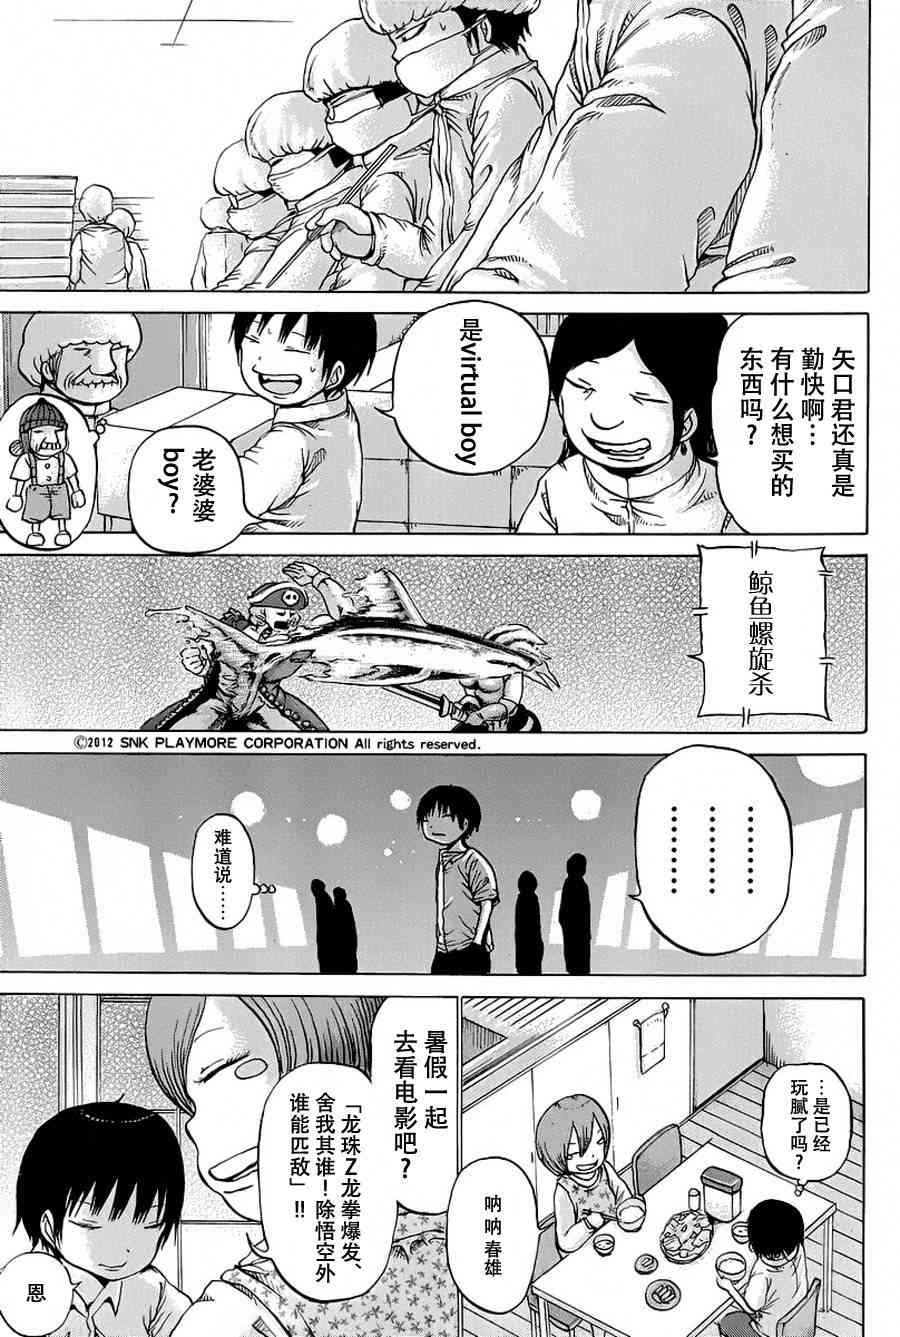 矢口君还真是
勤快啊…
有什么想买的
东西吗？
是virtual boy
老婆婆
boy？
鲸鱼螺旋杀
©2012 SNK PLAYMORE CORPORATION All rights reserved.
………
………
………
难道说……
…是已经
玩腻了吗？
呐
呐春雄
暑假一起
去看电影吧？
「龙珠Z龙拳爆发、
舍我其谁！除悟空外
谁能匹敌」!!
恩